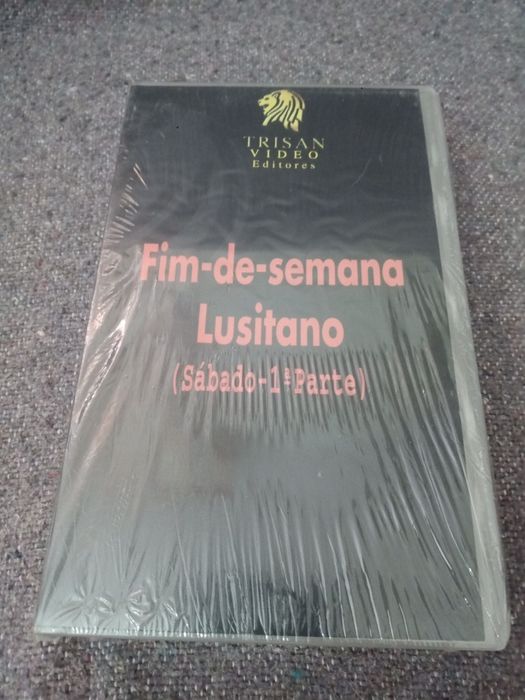 TRISAN
VIDEO
Editores
Fim-de-semana
Lusitano
(Sábado-1ªParte)